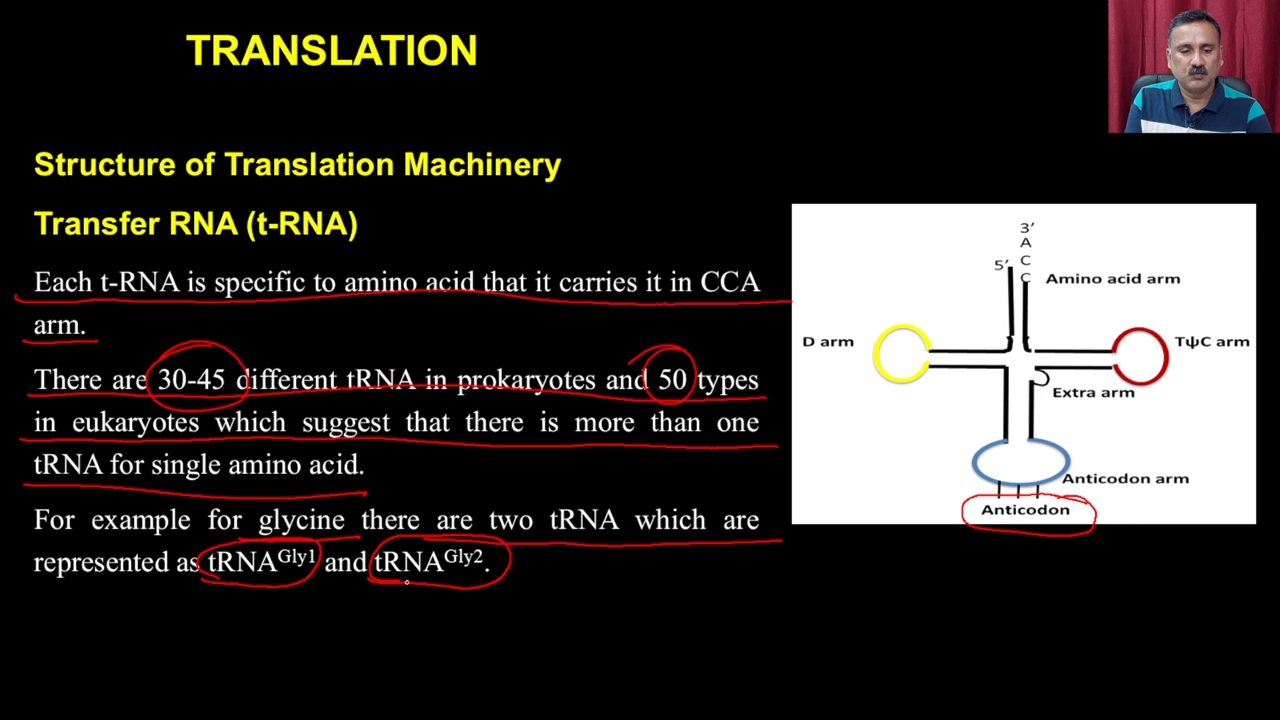 TRANSLATION
Structure of Translation Machinery
Transfer RNA (t-RNA)
Each t-RNA is specific to amino acid that it carries it in CCA
arm.
There are 30-45 different tRNA in prokaryotes and 50 types
in eukaryotes which suggest that there is more than one
tRNA for single amino acid.
For example for glycine there are two tRNA which are
represented as tRNAGly1 and tRNAGly2.
3′
A
C
C
5′
Amino acid arm
D arm
TψC arm
Extra arm
Anticodon arm
Anticodon